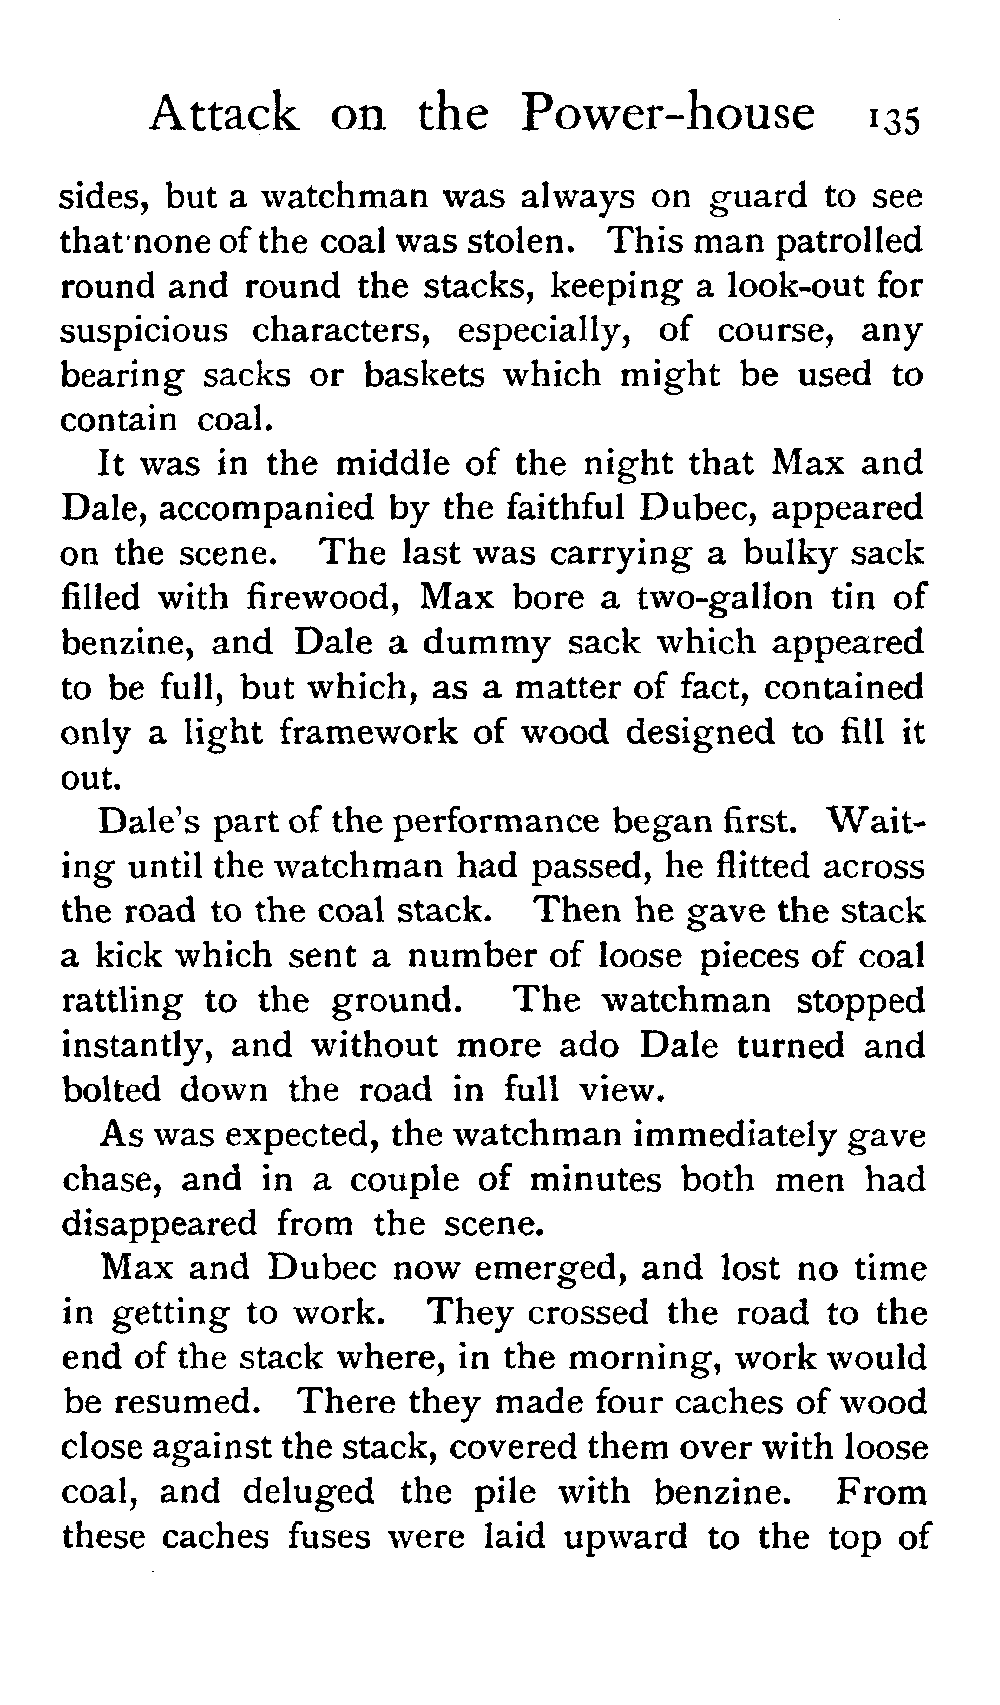 Attack on the Power-house 135
sides, but a watchman was always on guard to see
that none of the coal was stolen. This man patrolled
round and round the stacks, keeping a look-out for
suspicious characters, especially, of course, any
bearing sacks or baskets which might be used to
contain coal.
It was in the middle of the night that Max and
Dale, accompanied by the faithful Dubec, appeared
on the scene. The last was carrying a bulky sack
filled with firewood, Max bore a two-gallon tin of
benzine, and Dale a dummy sack which appeared
to be full, but which, as a matter of fact, contained
only a light framework of wood designed to fill it
out.
Dale's part of the performance began first. Wait-
ing until the watchman had passed, he flitted across
the road to the coal stack. Then he gave the stack
a kick which sent a number of loose pieces of coal
rattling to the ground. The watchman stopped
instantly, and without more ado Dale turned and
bolted down the road in full view.
As was expected, the watchman immediately gave
chase, and in a couple of minutes both men had
disappeared from the scene.
Max and Dubec now emerged, and lost no time
in getting to work. They crossed the road to the
end of the stack where, in the morning, work would
be resumed. There they made four caches of wood
close against the stack, covered them over with loose
coal, and deluged the pile with benzine. From
these caches fuses were laid upward to the top of